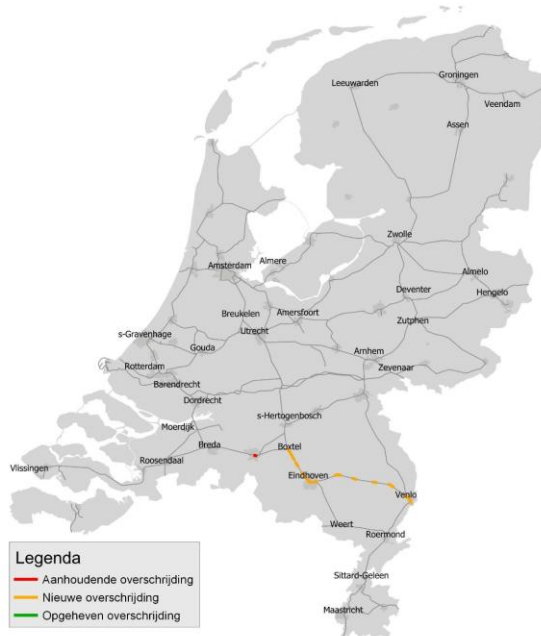 Groningen
Leeuwarden
Veendam
Assen
Zwolle
Almere
Amsterdam
Almelo
Deventer
Hengelo
Breukelen
Amersfoort
Zutphen
s-Gravenhage
Utrecht
Gouda
Arnhem
Rotterdam
Zevenaar
Barendrecht
Dordrecht
s-Hertogenbosch
Moerdijk
Breda
Boxtel
Roosendaal
Vlissingen
Eindhoven
Venlo
Weert
Roermond
Sittard-Geleen
Maastricht
Legenda
Aanhoudende overschrijding
Nieuwe overschrijding
Opgeheven overschrijding